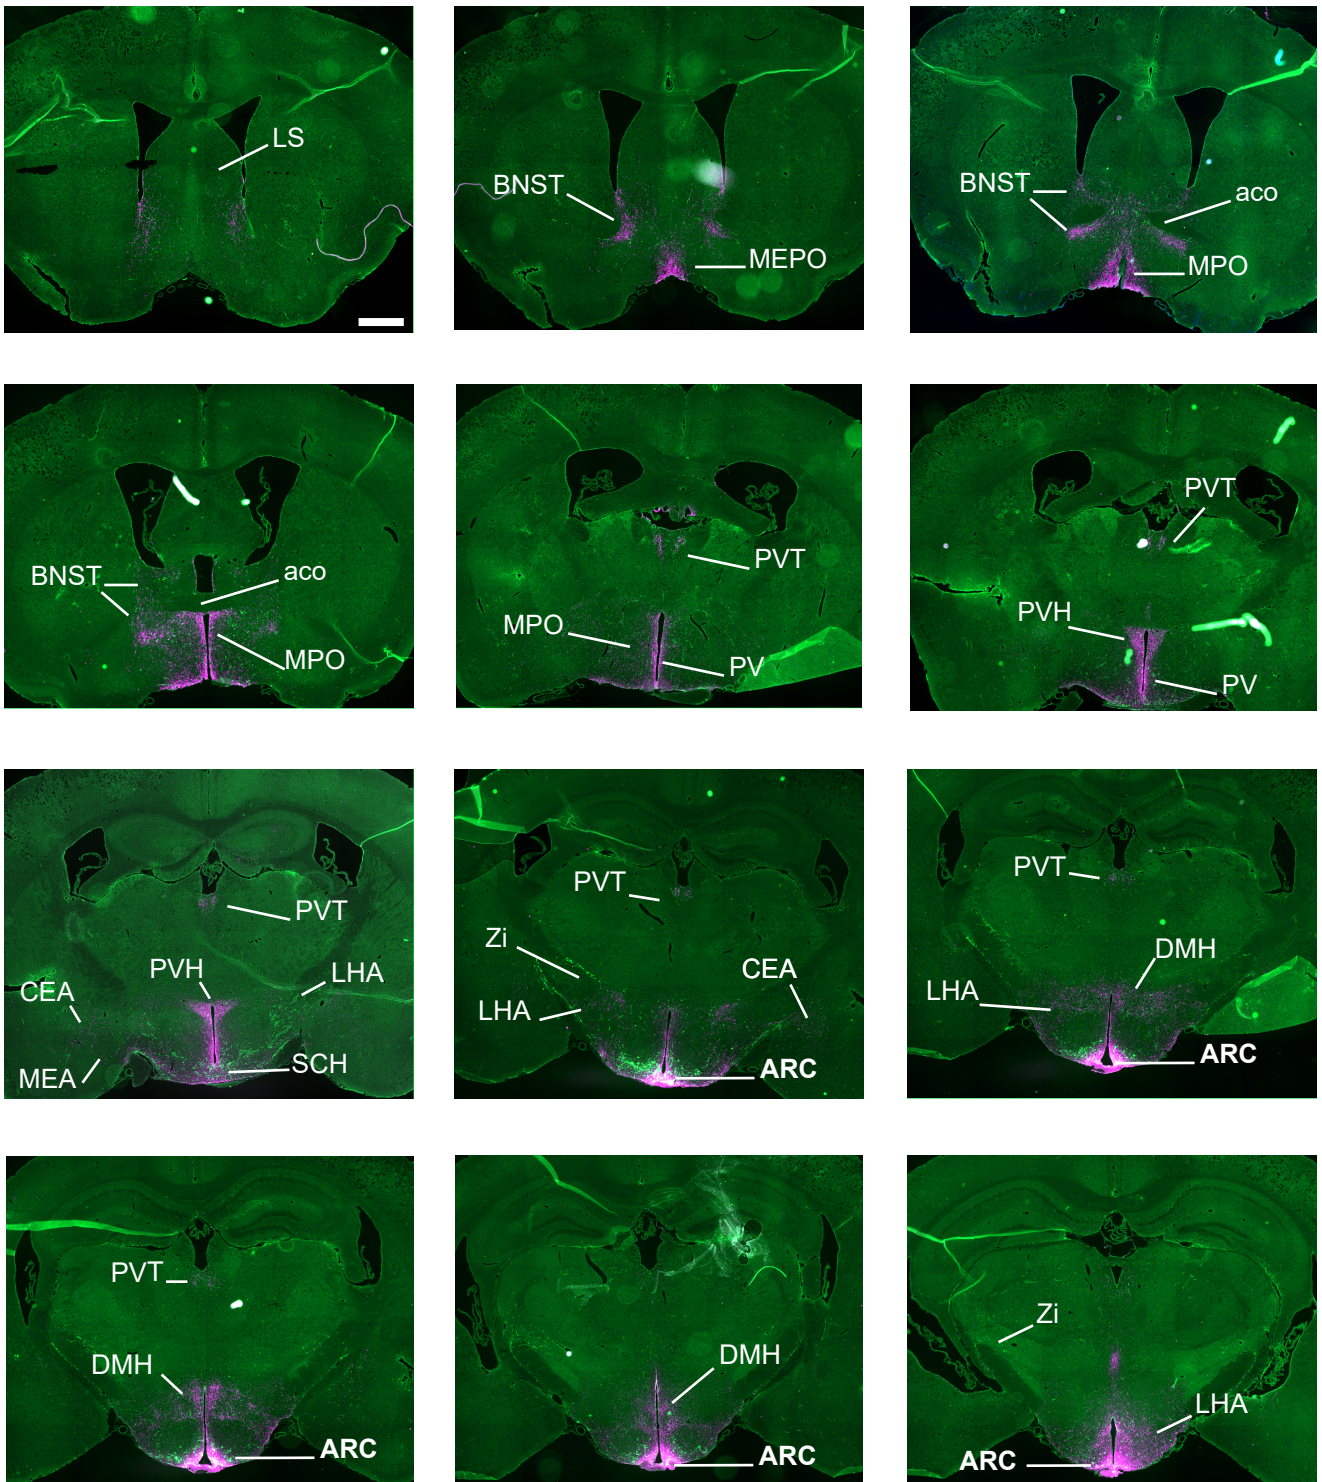 LS
BNST
MEPO
BNST
aco
MPO
BNST
aco
MPO
PVT
MPO
PV
PVT
PVH
PV
PVT
PVH
LHA
CEA
MEA
SCH
PVT
Zi
CEA
LHA
ARC
PVT
DMH
LHA
ARC
PVT
DMH
ARC
DMH
ARC
Zi
LHA
ARC